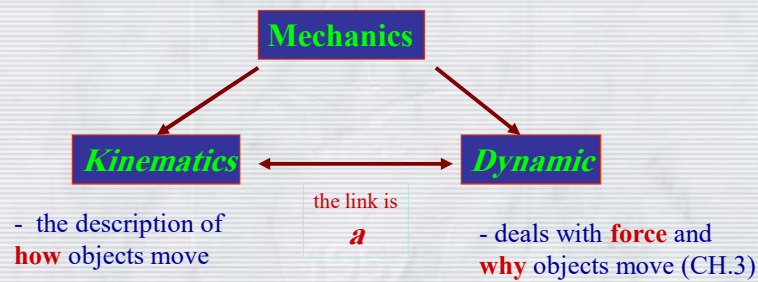 Mechanics
Kinematics
Dynamic
the link is
a
- the description of
how objects move
- deals with force and
why objects move (CH.3)